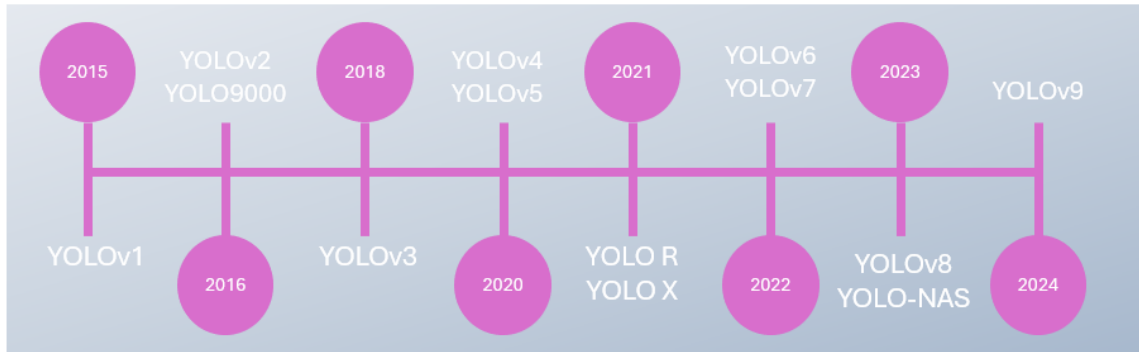 2015
YOLOv1
YOLOv2
YOLO9000
2016
2018
YOLOv3
YOLOv4
YOLOv5
2020
2021
YOLO R
YOLO X
YOLOv6
YOLOv7
2022
2023
YOLOv8
YOLO-NAS
YOLOv9
2024